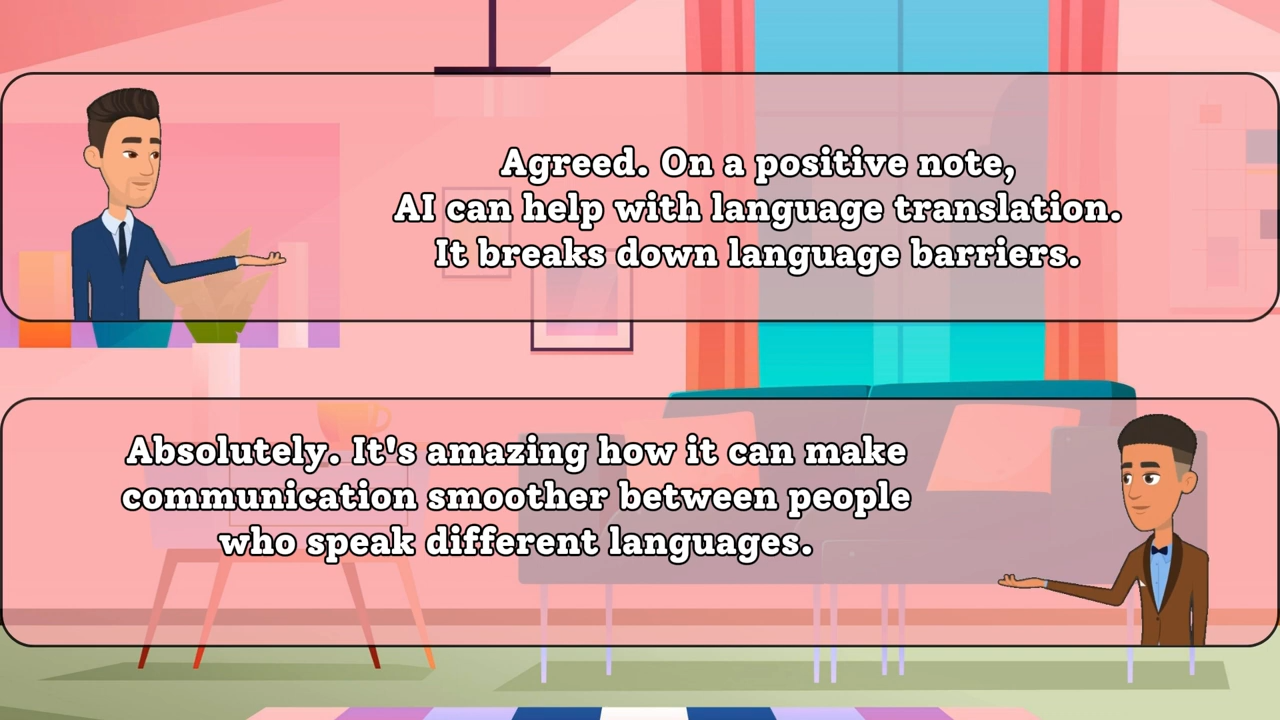 Agreed. On a positive note,
AI can help with language translation.
It breaks down language barriers.
Absolutely. It's amazing how it can make
communication smoother between people
who speak different languages.